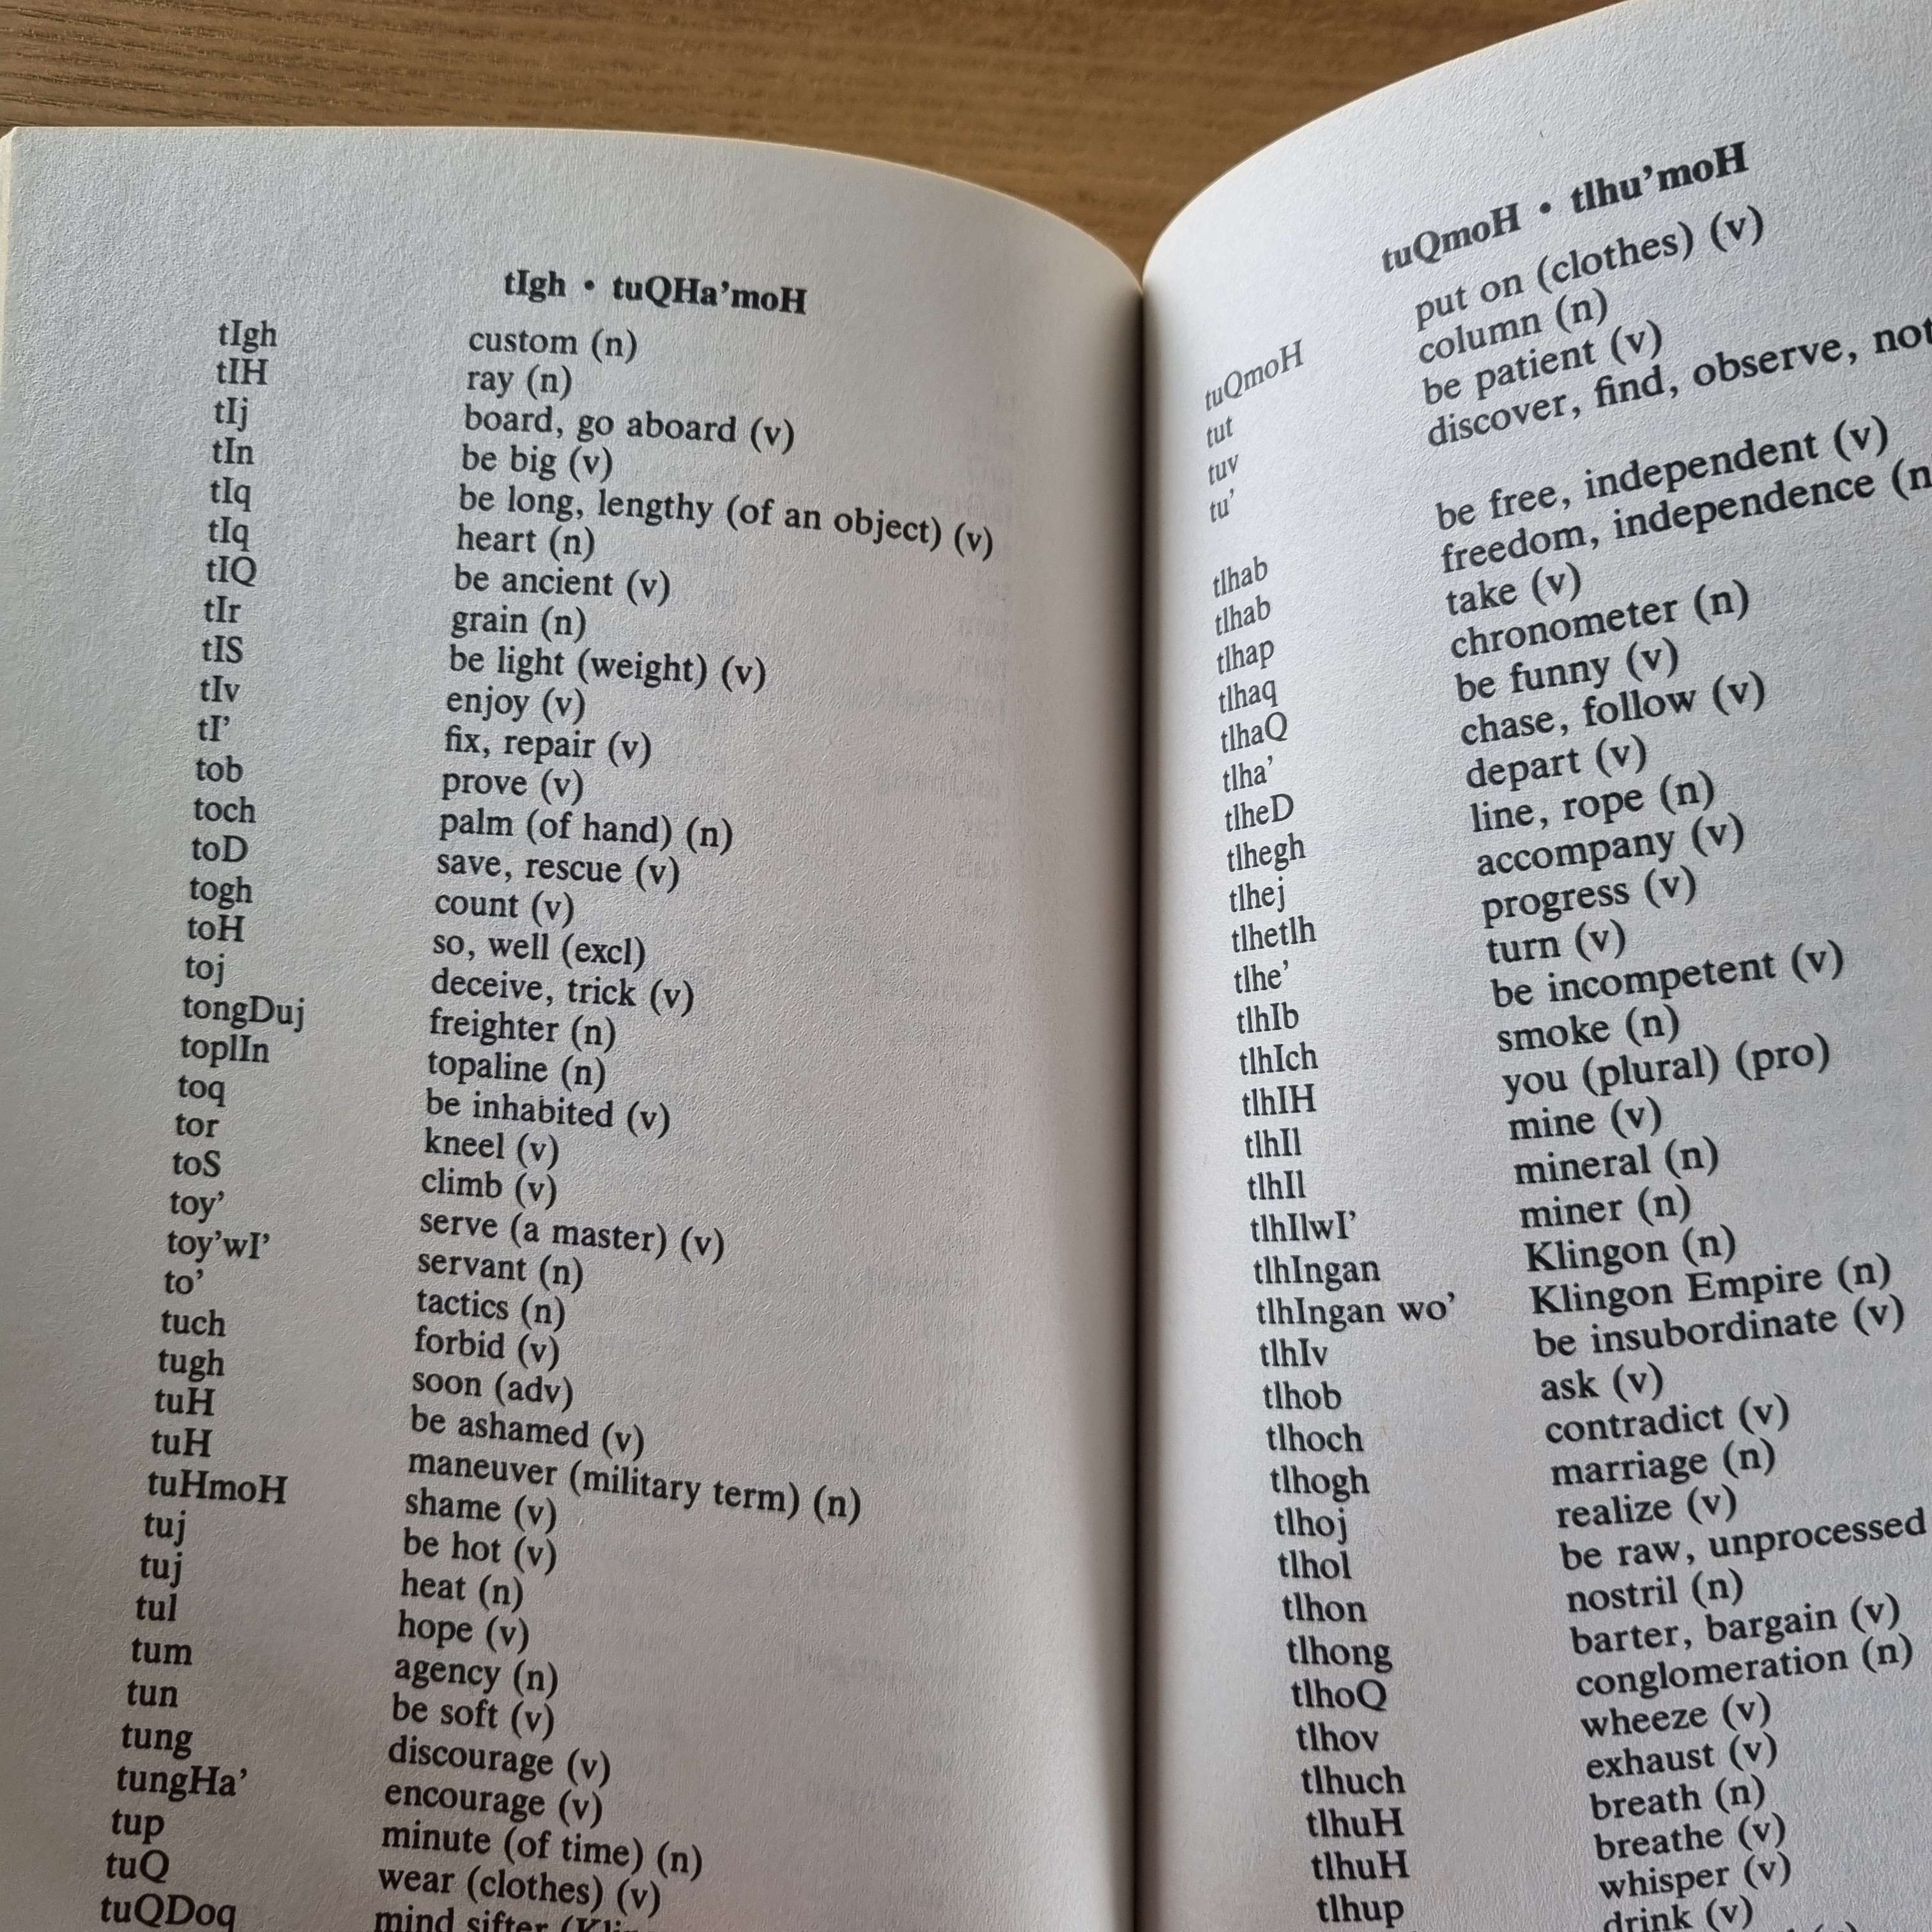 tIgh • tuQHa’moH
tIgh custom (n)
tIH ray (n)
tIj board, go aboard (v)
tIn be big (v)
tIq be long, lengthy (of an object) (v)
tIq heart (n)
tIQ be ancient (v)
tIr grain (n)
tIS be light (weight) (v)
tIv enjoy (v)
tI’ fix, repair (v)
tob prove (v)
toch palm (of hand) (n)
toD save, rescue (v)
togh count (v)
toH so, well (excl)
toj deceive, trick (v)
tongDuj freighter (n)
toplIn topaline (n)
toq be inhabited (v)
tor kneel (v)
toS climb (v)
toy’ serve (a master) (v)
toy’wI’ servant (n)
to’ tactics (n)
tuch forbid (v)
tugh soon (adv)
tuH be ashamed (v)
tuH maneuver (military term) (n)
tuHmoH shame (v)
tuj be hot (v)
tuj heat (n)
tul hope (v)
tum agency (n)
tun be soft (v)
tung discourage (v)
tungHa’ encourage (v)
tup minute (of time) (n)
tuQ wear (clothes) (v)
tuQDoq mind sifter
tuQmoH • tlhu’moH
tuQmoH put on (clothes) (v)
tut column (n)
tuv be patient (v)
tu’ discover, find, observe,
tlhab be free, independent (v)
tlhab freedom, independence (n
tlhap take (v)
tlhaq chronometer (n)
tlhaQ be funny (v)
tlha’ chase, follow (v)
tlheD depart (v)
tlhegh line, rope (n)
tlhej accompany (v)
tlhetlh progress (v)
tlhe’ turn (v)
tlhIb be incompetent (v)
tlhIch smoke (n)
tlhIH you (plural) (pro)
tlhIl mine (v)
tlhIl mineral (n)
tlhIlwI’ miner (n)
tlhIngan Klingon (n)
tlhIngan wo’ Klingon Empire (n)
tlhIv be insubordinate (v)
tlhob ask (v)
tlhoch contradict (v)
tlhogh marriage (n)
tlhoj realize (v)
tlhol be raw, unprocessed
tlhon nostril (n)
tlhong barter, bargain (v)
tlhoQ conglomeration (n)
tlhov wheeze (v)
tlhuch exhaust (v)
tlhuH breath (n)
tlhuH breathe (v)
tlhup whisper (v)
drink (v)